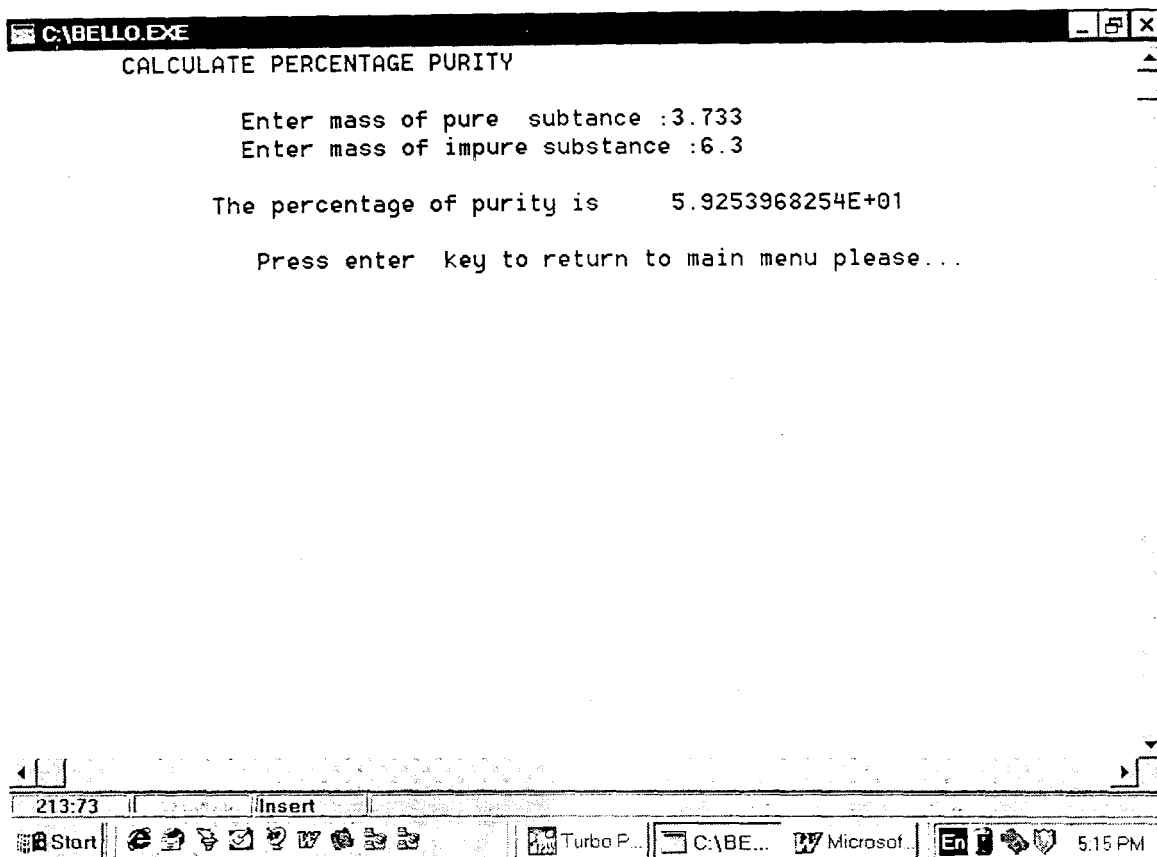 C:\BELLO.EXE
CALCULATE PERCENTAGE PURITY
Enter mass of pure subtance :3.733
Enter mass of impure substance :6.3
The percentage of purity is 5.9253968254E+01
Press enter key to return to main menu please...
213:73 Insert
Start Turbo P... C:\BE... Microsof... En 5:15 PM